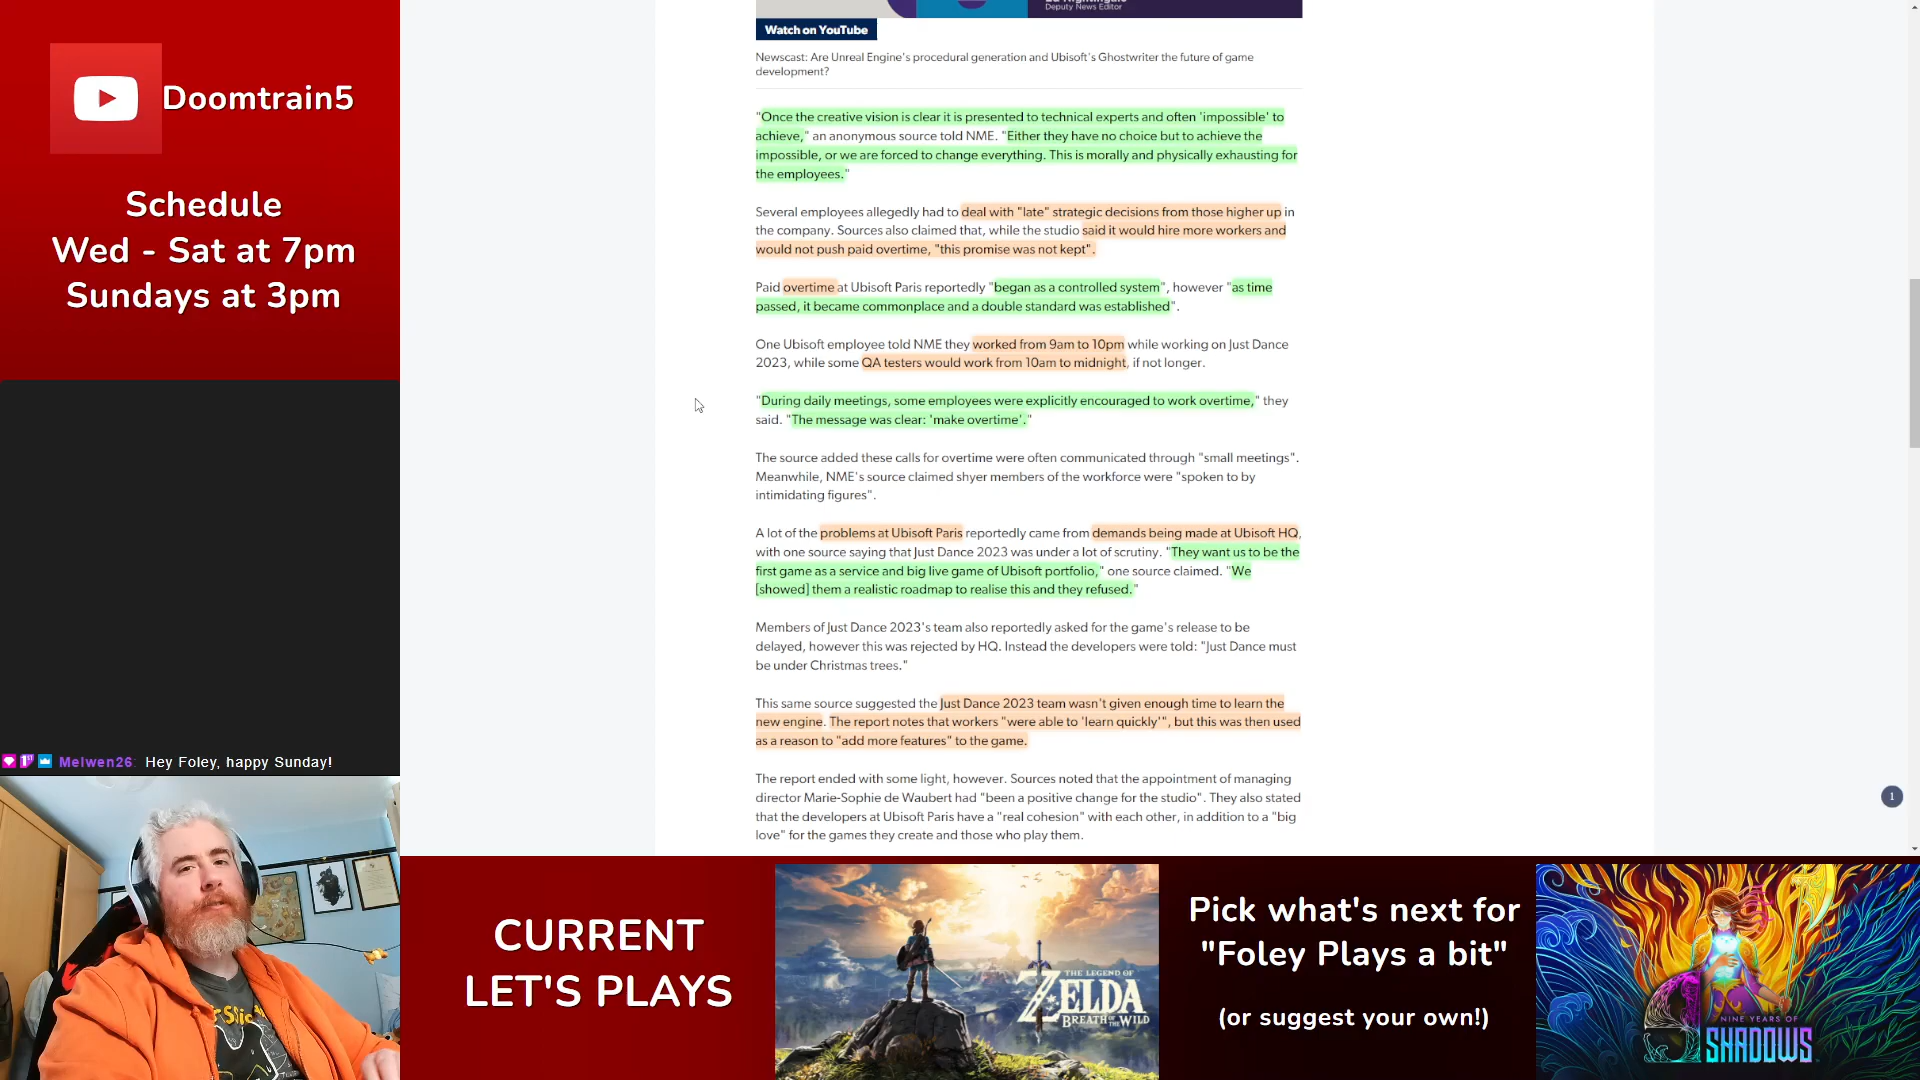 Doomtrain5
Schedule
Wed - Sat at 7pm
Sundays at 3pm
Melwen26: Hey Foley, happy Sunday!
Deputy News Editor
Watch on YouTube
Newscast: Are Unreal Engine's procedural generation and Ubisoft's Ghostwriter the future of game
development?
"Once the creative vision is clear it is presented to technical experts and often 'impossible' to
achieve," an anonymous source told NME. "Either they have no choice but to achieve the
impossible, or we are forced to change everything. This is morally and physically exhausting for
the employees."
Several employees allegedly had to deal with "late" strategic decisions from those higher up in
the company. Sources also claimed that, while the studio said it would hire more workers and
would not push paid overtime, "this promise was not kept".
Paid overtime at Ubisoft Paris reportedly "began as a controlled system", however "as time
passed, it became commonplace and a double standard was established".
One Ubisoft employee told NME they worked from 9am to 10pm while working on Just Dance
2023, while some QA testers would work from 10am to midnight, if not longer.
"During daily meetings, some employees were explicitly encouraged to work overtime," they
said. "The message was clear: 'make overtime'."
The source added these calls for overtime were often communicated through "small meetings".
Meanwhile, NME's source claimed shyer members of the workforce were "spoken to by
intimidating figures".
A lot of the problems at Ubisoft Paris reportedly came from demands being made at Ubisoft HQ,
with one source saying that Just Dance 2023 was under a lot of scrutiny. "They want us to be the
first game as a service and big live game of Ubisoft portfolio," one source claimed. "We
[showed] them a realistic roadmap to realise this and they refused."
Members of Just Dance 2023's team also reportedly asked for the game's release to be
delayed, however this was rejected by HQ. Instead the developers were told: "Just Dance must
be under Christmas trees."
This same source suggested the Just Dance 2023 team wasn't given enough time to learn the
new engine. The report notes that workers "were able to 'learn quickly'", but this was then used
as a reason to "add more features" to the game.
The report ended with some light, however. Sources noted that the appointment of managing
director Marie-Sophie de Waubert had "been a positive change for the studio". They also stated
that the developers at Ubisoft Paris have a "real cohesion" with each other, in addition to a "big
love" for the games they create and those who play them.
1
CURRENT
LET'S PLAYS
THE LEGEND OF
ZELDA
BREATH OF THE WILD
Pick what's next for
"Foley Plays a bit"
(or suggest your own!)
NINE YEARS OF
SHADOWS